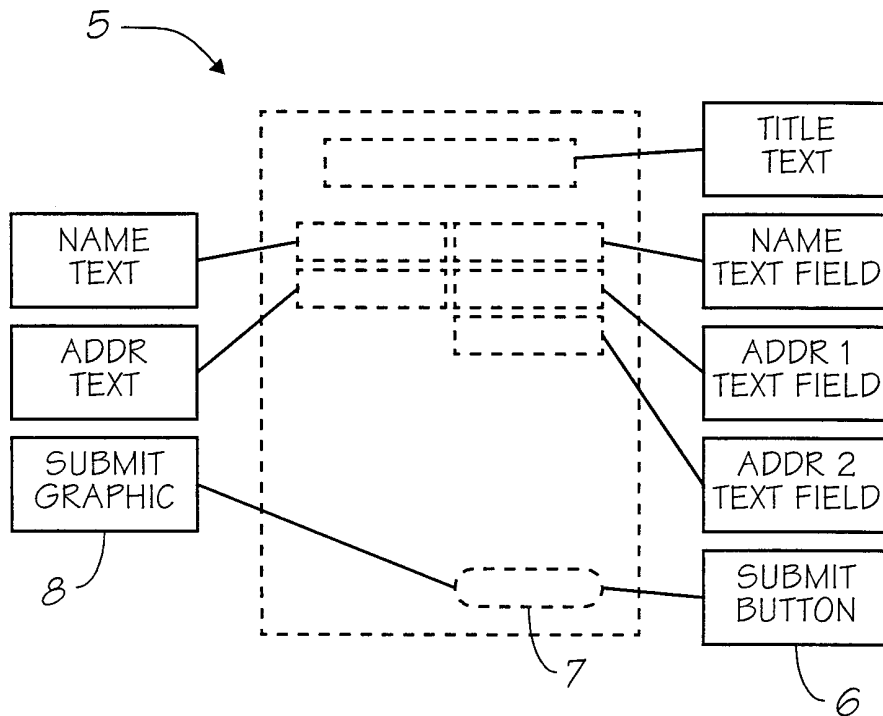 5
TITLE
TEXT
NAME
TEXT
NAME
TEXT FIELD
ADDR
TEXT
ADDR 1
TEXT FIELD
SUBMIT
GRAPHIC
ADDR 2
TEXT FIELD
SUBMIT
BUTTON
8
7
6